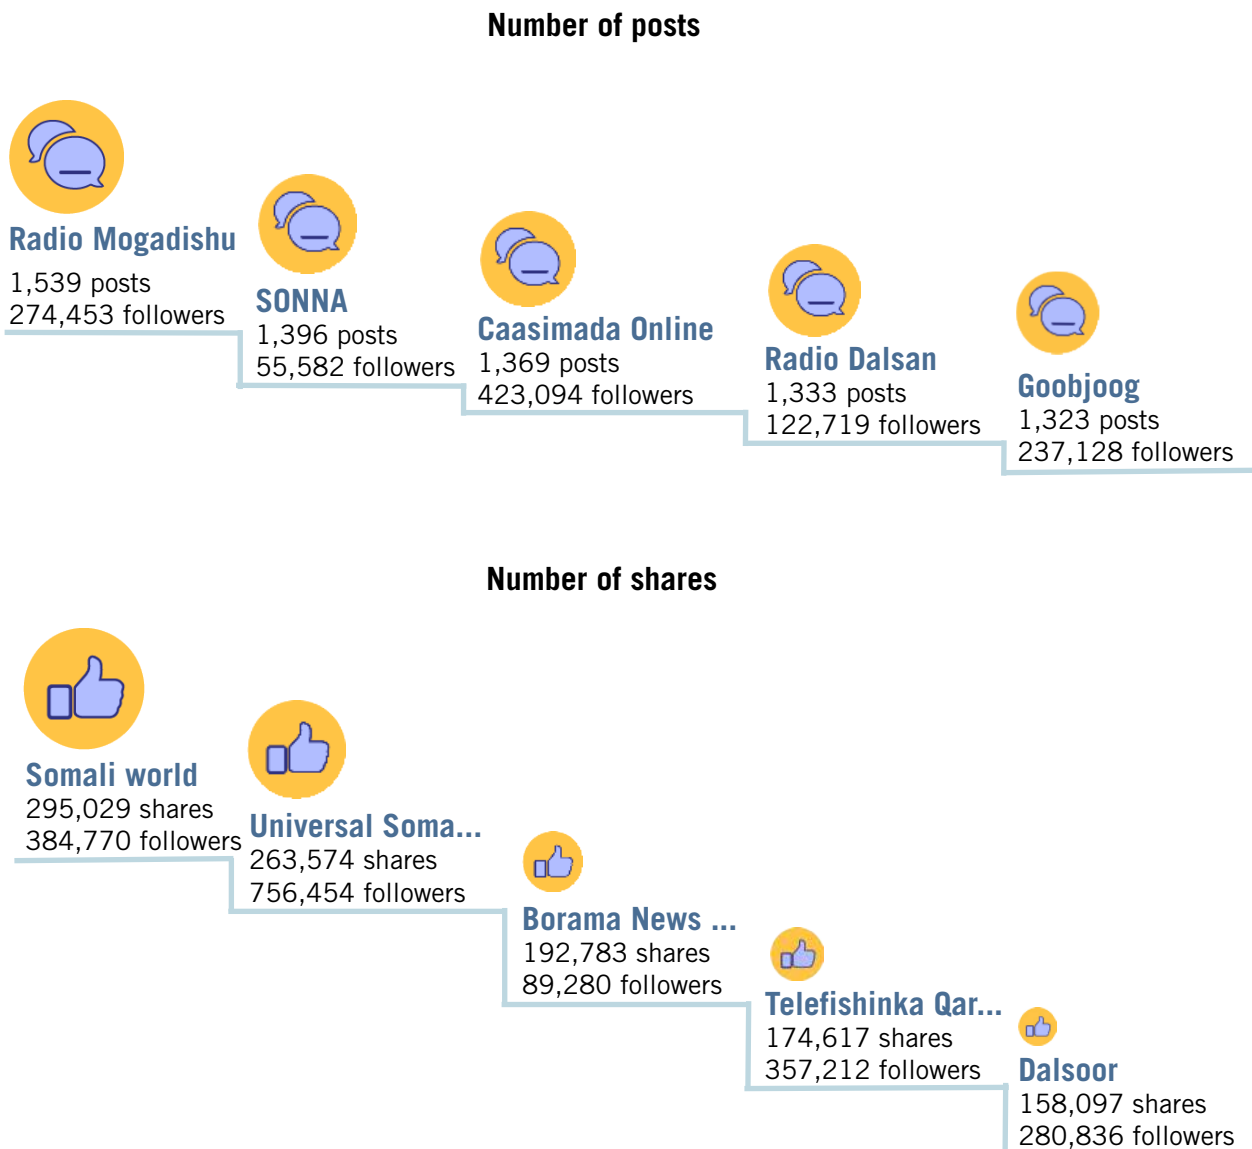 Number of posts
Radio Mogadishu
1,539 posts
274,453 followers
SONNA
1,396 posts
55,582 followers
Caasimada Online
1,369 posts
423,094 followers
Radio Dalsan
1,333 posts
122,719 followers
Goobjoog
1,323 posts
237,128 followers
Number of shares
Somali world
295,029 shares
384,770 followers
Universal Soma...
263,574 shares
756,454 followers
Borama News ...
192,783 shares
89,280 followers
Telefishinka Qar...
174,617 shares
357,212 followers
Dalsoor
158,097 shares
280,836 followers